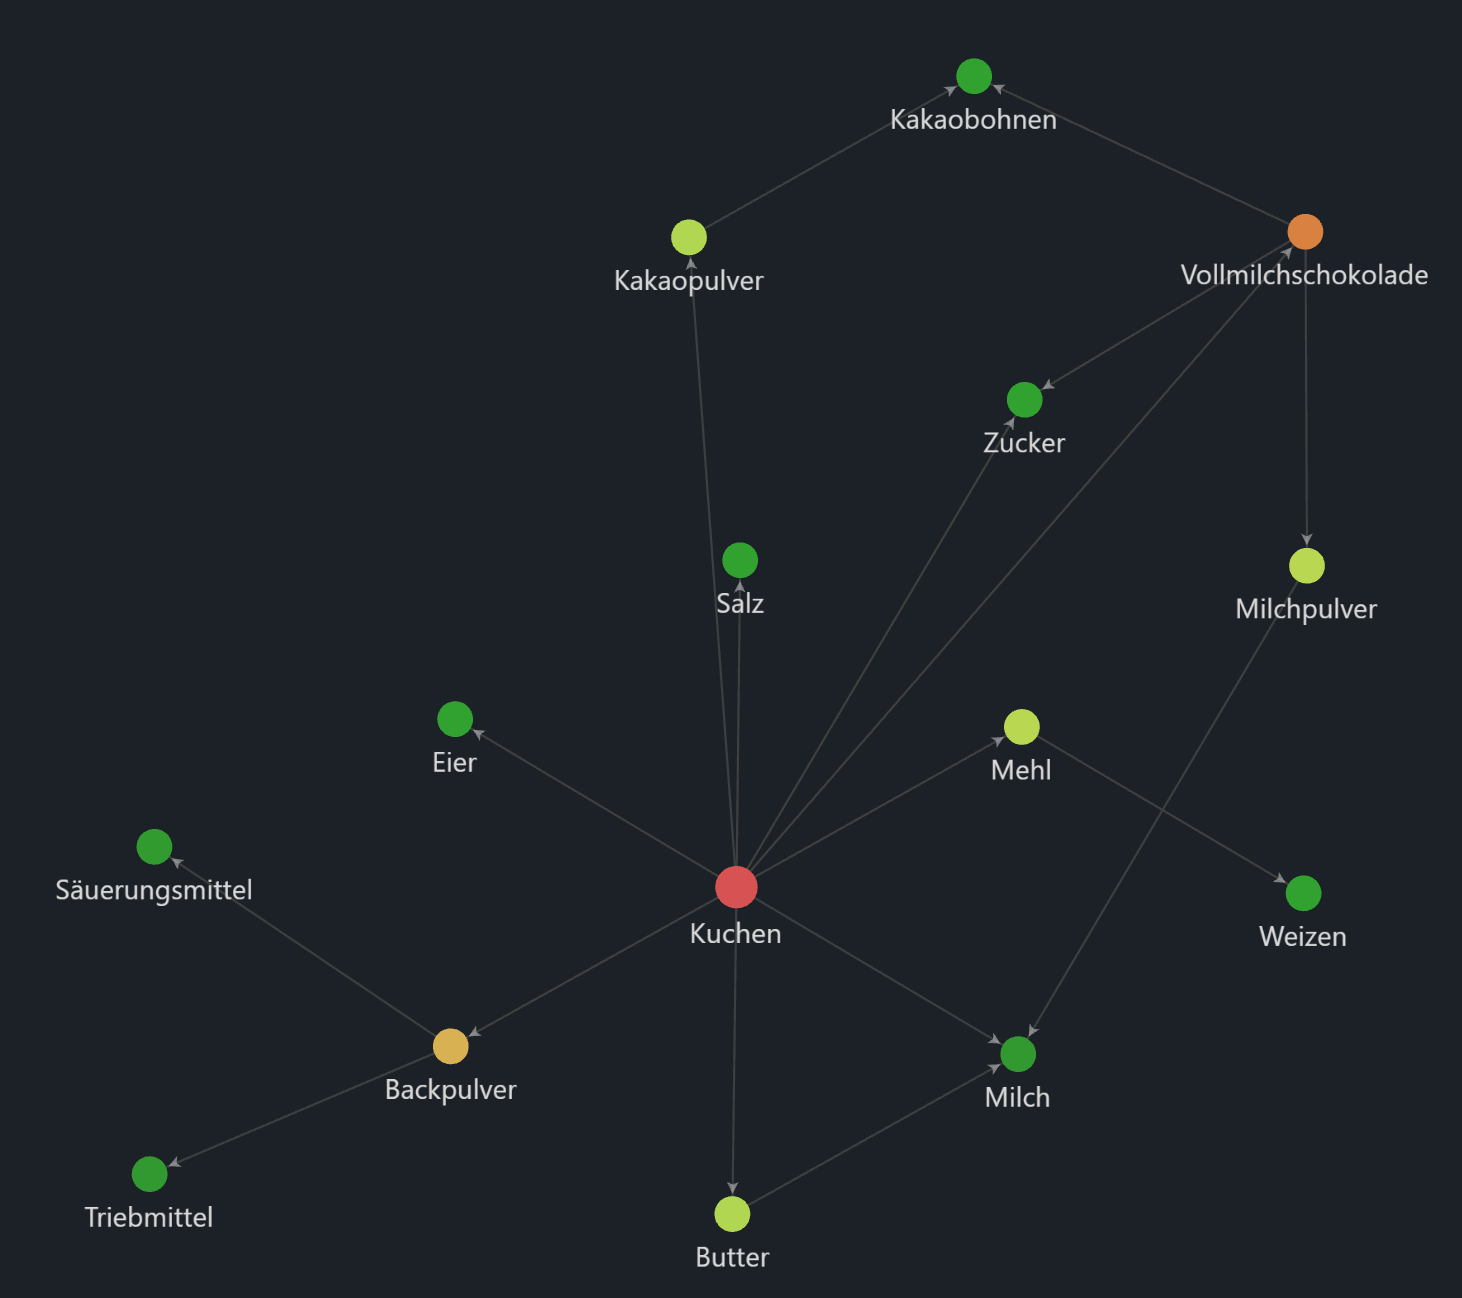 Kakaobohnen
Kakaopulver
Vollmilchschokolade
Zucker
Salz
Milchpulver
Eier
Mehl
Säuerungsmittel
Kuchen
Weizen
Backpulver
Milch
Triebmittel
Butter